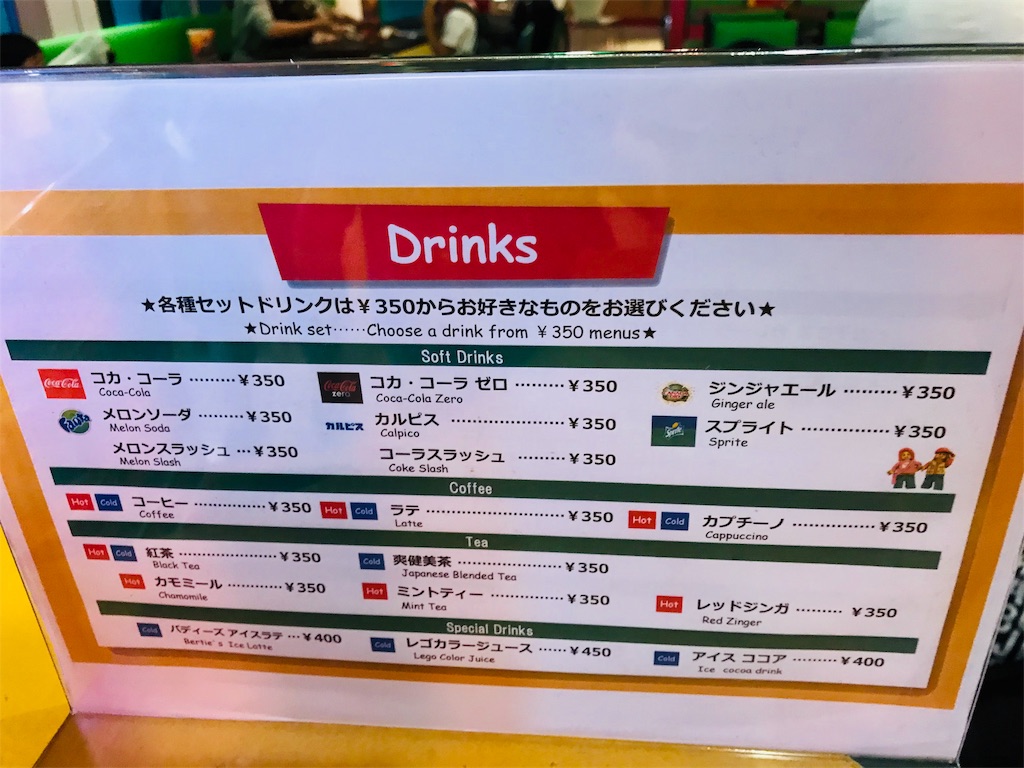 Drinks
★各種セットドリンクは￥350からお好きなものをお選びください★
★Drink set……Choose a drink from ￥350 menus★
Soft Drinks
Coca-Cola コカ・コーラ ………￥350 Coca-Cola zero コカ・コーラ ゼロ ……………￥350 ジンジャエール ………￥350
Coca-Cola Coca-Cola Zero Ginger ale
Fanta メロンソーダ ………￥350 カルピス カルピス ……………￥350 Sprite スプライト ……………￥350
Melon Soda Calpico Sprite
メロンスラッシュ …￥350 コーラスラッシュ ………￥350
Melon Slash Coke Slash
Coffee
Hot Cold コーヒー ……………￥350 Hot Cold ラテ ……………￥350 Hot Cold カプチーノ ……………￥350
Coffee Latte Cappuccino
Tea
Hot Cold 紅茶 ……………￥350 Cold 爽健美茶 ……………￥350
Black Tea Japanese Blended Tea
Hot カモミール …………￥350 Hot ミントティー …………￥350 Hot レッドジンガ ………￥350
Chamomile Mint Tea Red Zinger
Special Drinks
Cold バディーズ アイスラテ …￥400 Cold レゴカラージュース ……￥450 Cold アイス ココア ………￥400
Bertie's Ice Latte Lego Color Juice Ice cocoa drink